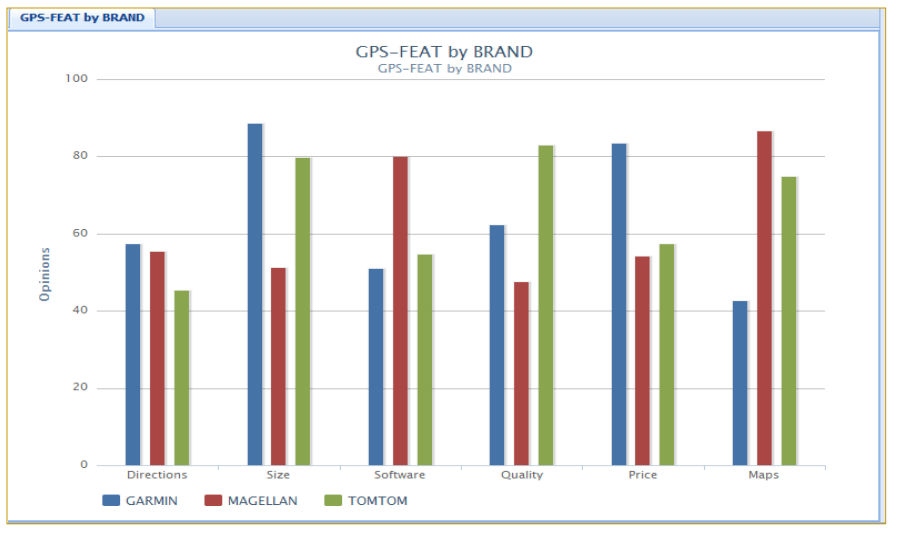 GPS-FEAT by BRAND
GPS-FEAT by BRAND
GPS-FEAT by BRAND
100
80
60
40
20
0
Opinions
Directions Size Software Quality Price Maps
GARMIN MAGELLAN TOMTOM